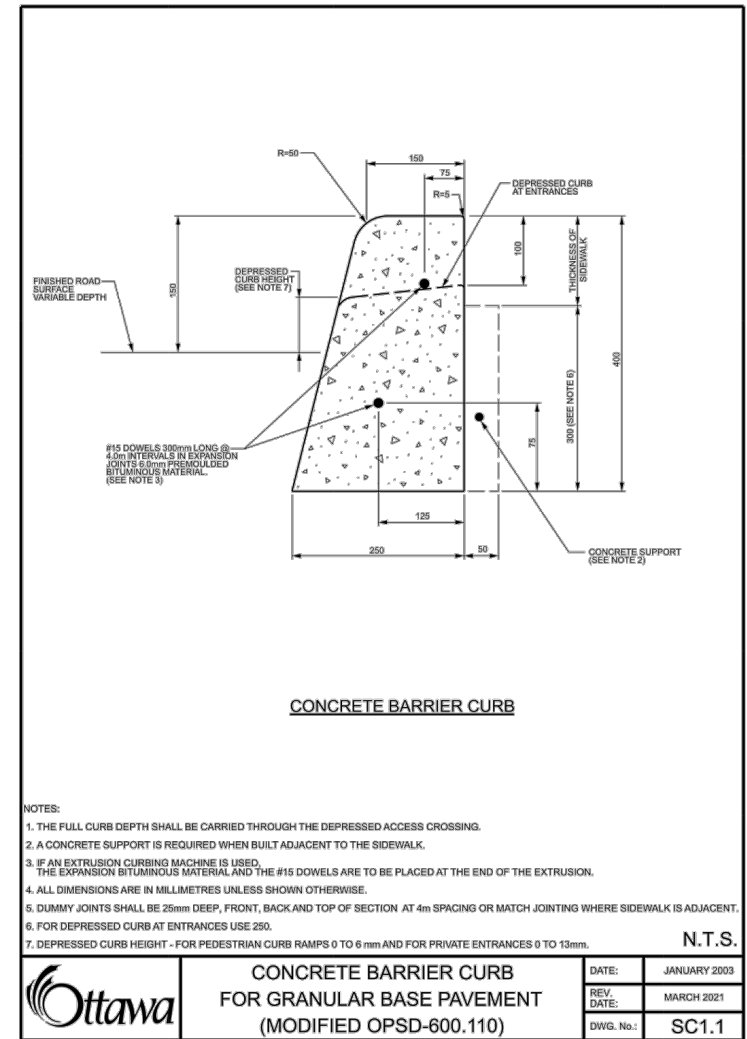 R=50
150
75
R=5
DEPRESSED CURB
AT ENTRANCES
100
THICKNESS OF
SIDEWALK
FINISHED ROAD
SURFACE
VARIABLE DEPTH
150
DEPRESSED
CURB HEIGHT
(SEE NOTE 7)
400
300 (SEE NOTE 6)
75
#15 DOWELS 300mm LONG @
4.0m INTERVALS IN EXPANSION
JOINTS 6.0mm PREMOULDED
BITUMINOUS MATERIAL.
(SEE NOTE 3)
125
250
50
CONCRETE SUPPORT
(SEE NOTE 2)
CONCRETE BARRIER CURB
NOTES:
1. THE FULL CURB DEPTH SHALL BE CARRIED THROUGH THE DEPRESSED ACCESS CROSSING.
2. A CONCRETE SUPPORT IS REQUIRED WHEN BUILT ADJACENT TO THE SIDEWALK.
3. IF AN EXTRUSION CURBING MACHINE IS USED,
THE EXPANSION BITUMINOUS MATERIAL AND THE #15 DOWELS ARE TO BE PLACED AT THE END OF THE EXTRUSION.
4. ALL DIMENSIONS ARE IN MILLIMETRES UNLESS SHOWN OTHERWISE.
5. DUMMY JOINTS SHALL BE 25mm DEEP, FRONT, BACK AND TOP OF SECTION AT 4m SPACING OR MATCH JOINTING WHERE SIDEWALK IS ADJACENT.
6. FOR DEPRESSED CURB AT ENTRANCES USE 250.
7. DEPRESSED CURB HEIGHT - FOR PEDESTRIAN CURB RAMPS 0 TO 6 mm AND FOR PRIVATE ENTRANCES 0 TO 13mm.
N.T.S.
Ottawa
CONCRETE BARRIER CURB
FOR GRANULAR BASE PAVEMENT
(MODIFIED OPSD-600.110)
DATE: JANUARY 2003
REV. DATE: MARCH 2021
DWG. No.: SC1.1